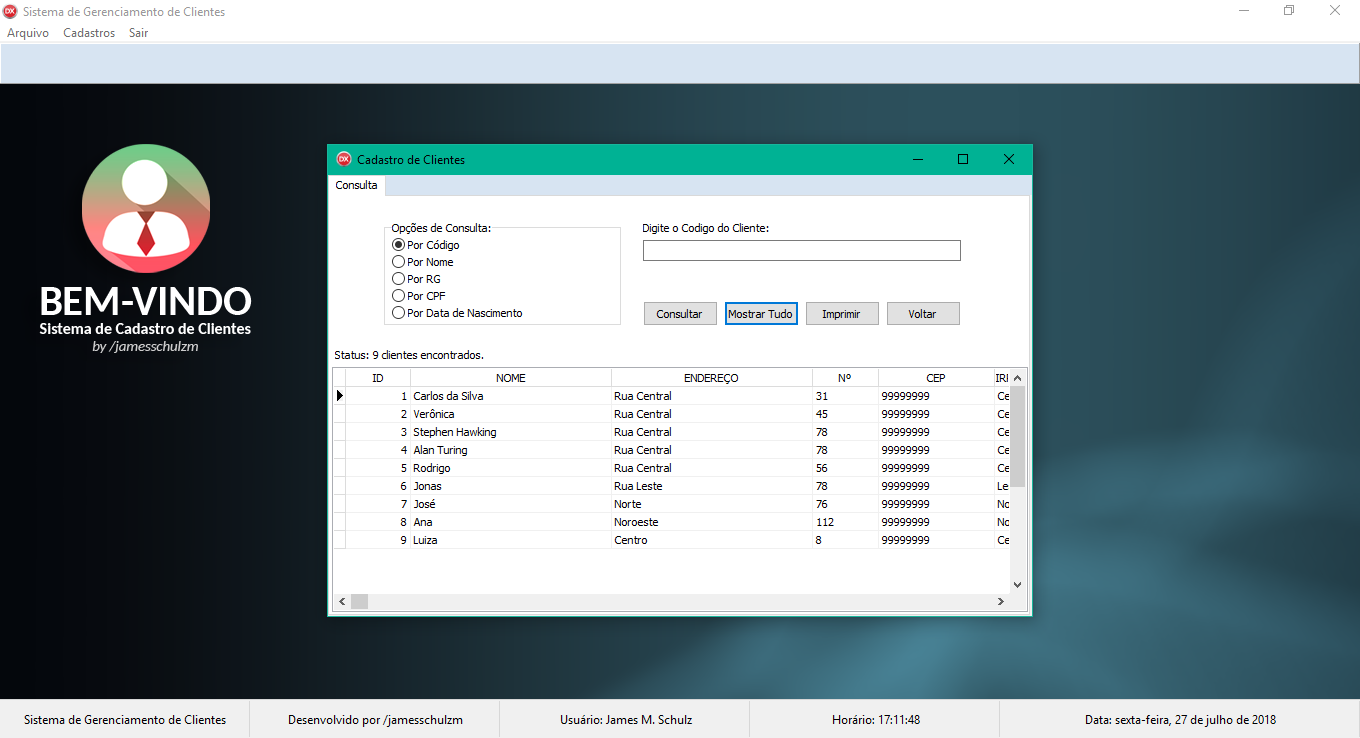 DX Sistema de Gerenciamento de Clientes
Arquivo Cadastros Sair
BEM-VINDO
Sistema de Cadastro de Clientes
by /jamesschulzm
DX Cadastro de Clientes
Consulta
Opções de Consulta:
Por Código
Por Nome
Por RG
Por CPF
Por Data de Nascimento
Digite o Codigo do Cliente:
Consultar Mostrar Tudo Imprimir Voltar
Status: 9 clientes encontrados.
ID NOME ENDEREÇO Nº CEP
1 Carlos da Silva Rua Central 31 99999999 Ce
2 Verônica Rua Central 45 99999999 Ce
3 Stephen Hawking Rua Central 78 99999999 Ce
4 Alan Turing Rua Central 78 99999999 Ce
5 Rodrigo Rua Central 56 99999999 Ce
6 Jonas Rua Leste 78 99999999 Le
7 José Norte 76 99999999 No
8 Ana Noroeste 112 99999999 No
9 Luiza Centro 8 99999999 Ce
Sistema de Gerenciamento de Clientes Desenvolvido por /jamesschulzm Usuário: James M. Schulz Horário: 17:11:48 Data: sexta-feira, 27 de julho de 2018